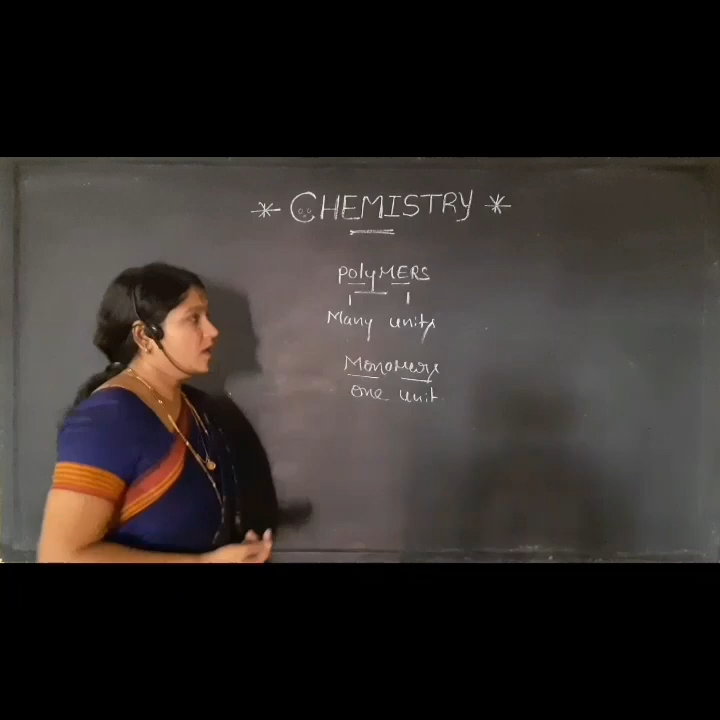 * CHEMISTRY *
PolyMERS
Many units
Monomers
one unit